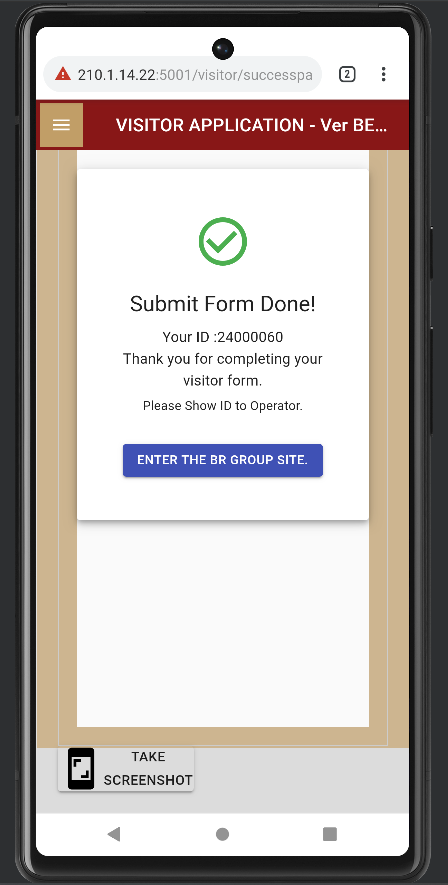 210.1.14.22:5001/visitor/successpa
2
VISITOR APPLICATION - Ver BE...
Submit Form Done!
Your ID :24000060
Thank you for completing your
visitor form.
Please Show ID to Operator.
ENTER THE BR GROUP SITE.
TAKE
SCREENSHOT